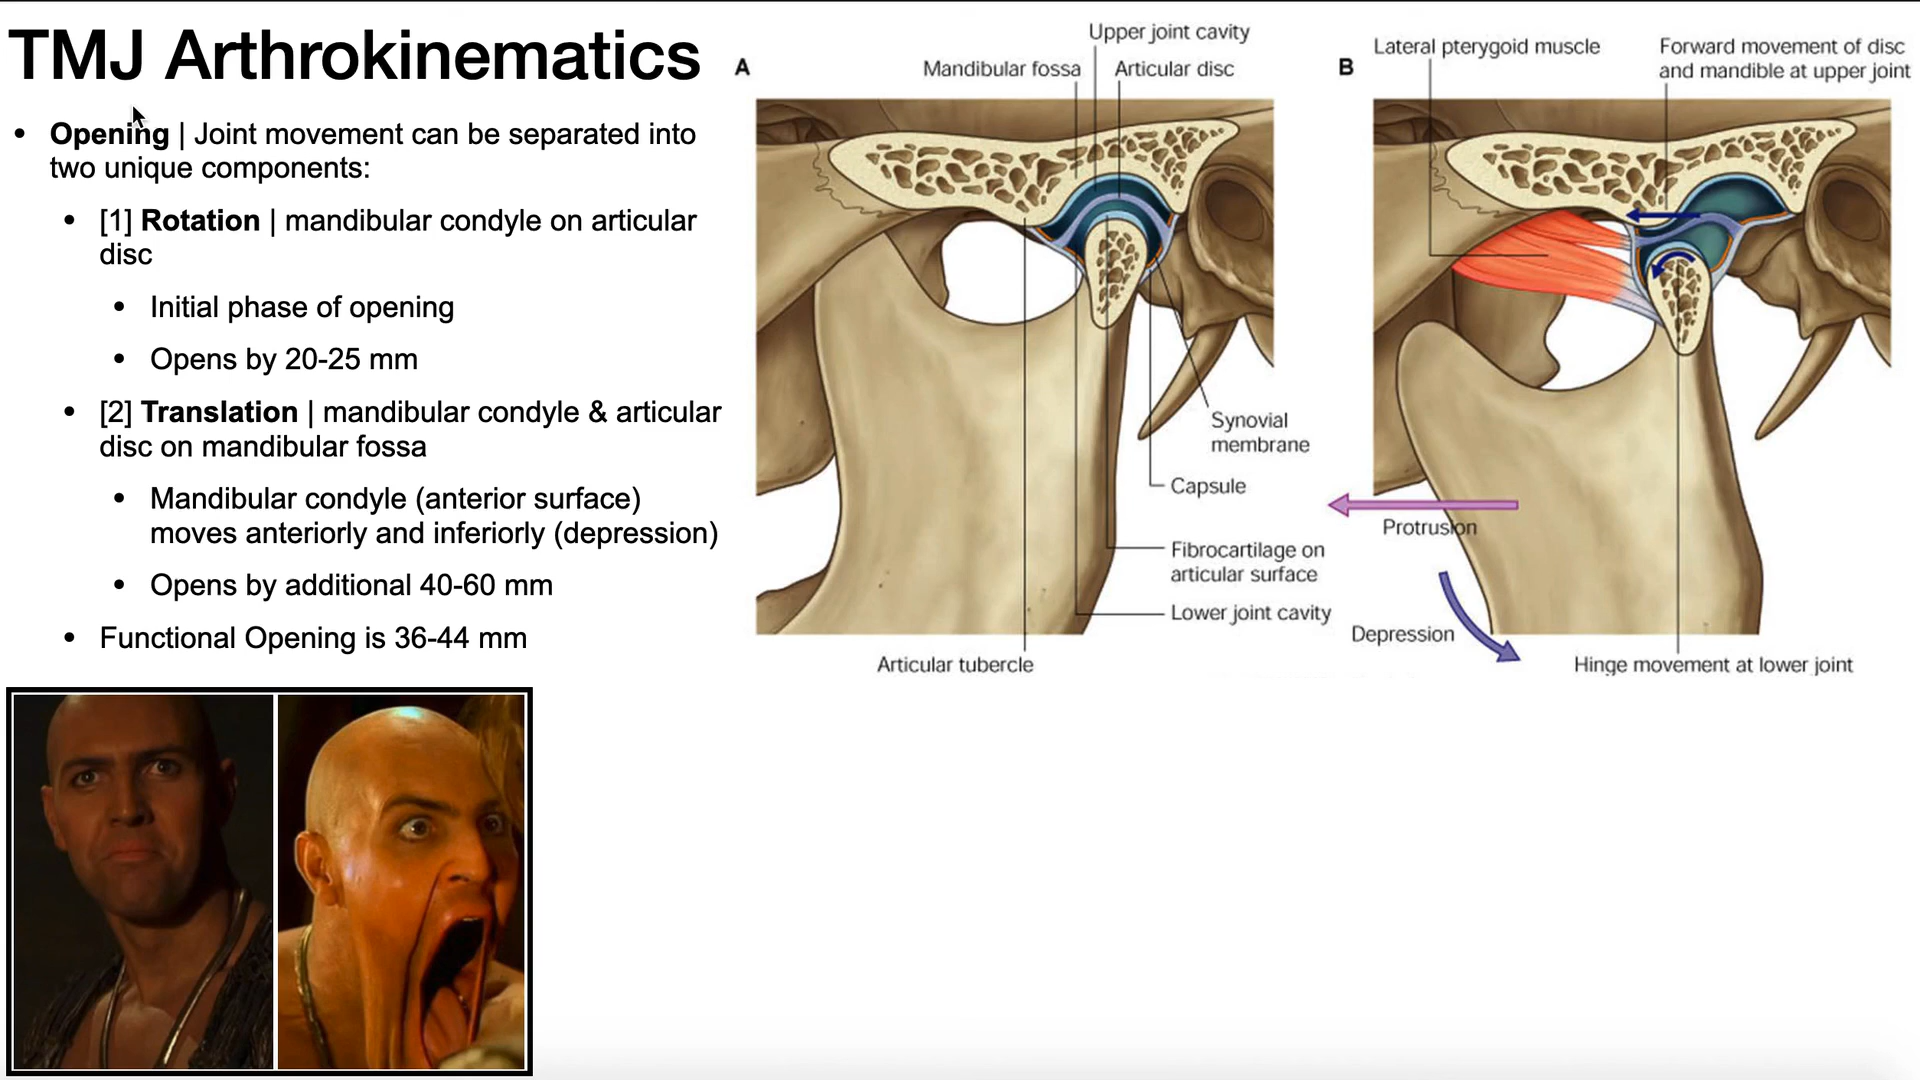 TMJ Arthrokinematics
• Opening | Joint movement can be separated into
two unique components:
• [1] Rotation | mandibular condyle on articular
disc
• Initial phase of opening
• Opens by 20-25 mm
• [2] Translation | mandibular condyle & articular
disc on mandibular fossa
• Mandibular condyle (anterior surface)
moves anteriorly and inferiorly (depression)
• Opens by additional 40-60 mm
• Functional Opening is 36-44 mm
A
Upper joint cavity
Mandibular fossa
Articular disc
Synovial
membrane
Capsule
Fibrocartilage on
articular surface
Lower joint cavity
Articular tubercle
B
Lateral pterygoid muscle
Forward movement of disc
and mandible at upper joint
Protrusion
Depression
Hinge movement at lower joint